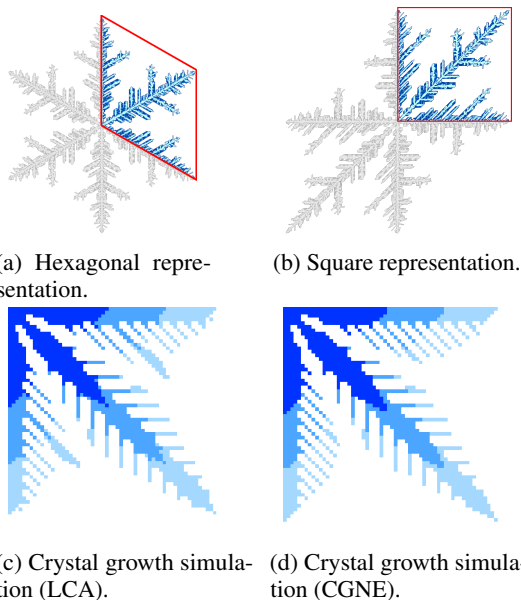 (a) Hexagonal repre-
sentation.
(b) Square representation.
(c) Crystal growth simula-
tion (LCA).
(d) Crystal growth simula-
tion (CGNE).